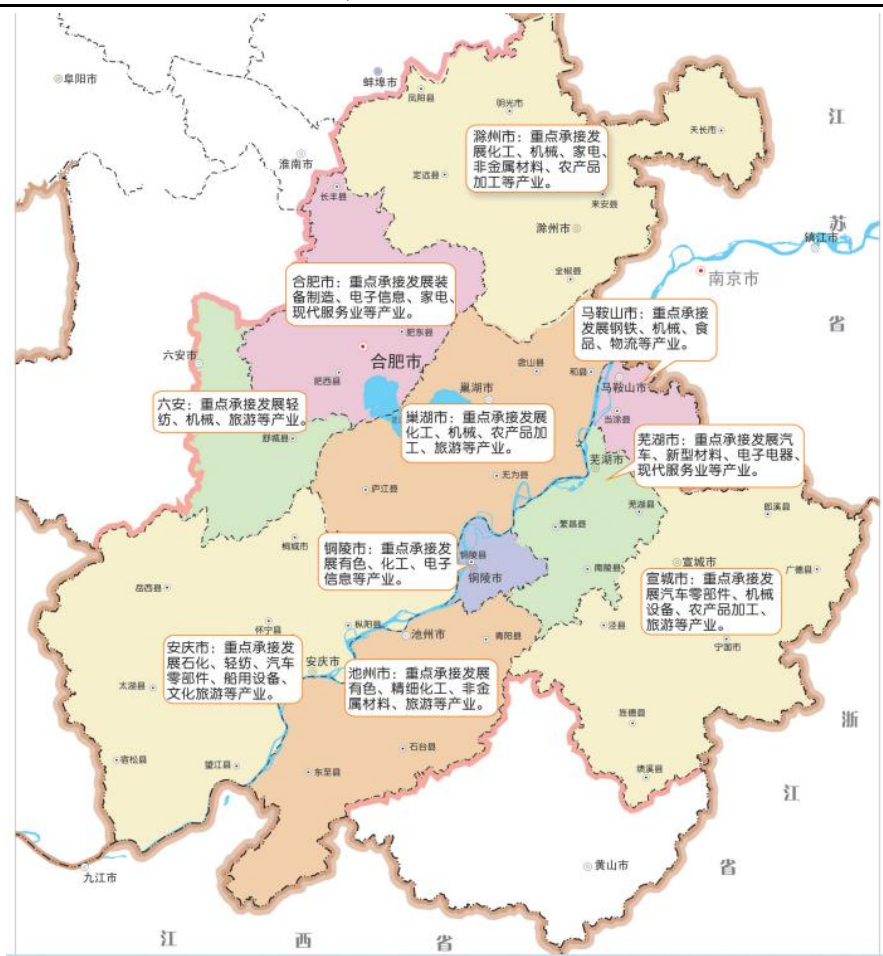 阜阳市
蚌埠市
凤阳县
明光市
天长市
江
苏
省
滁州市：重点承接发
展化工、机械、家电、
非金属材料、农产品
加工等产业。
淮南市
定远县
长丰县
来安县
滁州市
镇江市
全椒县
南京市
合肥市：重点承接发展装
备制造、电子信息、家电、
现代服务业等产业。
马鞍山市：重点承接
发展钢铁、机械、食
品、物流等产业。
肥东县
六安市
合肥市
含山县
和县
肥西县
巢湖市
马鞍山市
六安：重点承接发展轻
纺、机械、旅游等产业。
巢湖市：重点承接发展
化工、机械、农产品加
工、旅游等产业。
当涂县
芜湖市：重点承接发展汽
车、新型材料、电子电器、
现代服务业等产业。
舒城县
芜湖市
无为县
庐江县
芜湖县
郎溪县
繁昌县
桐城市
铜陵市：重点承接发
展有色、化工、电子
信息等产业。
铜陵县
铜陵市
南陵县
宣城市
广德县
宣城市：重点承接发
展汽车零部件、机械
设备、农产品加工、
旅游等产业。
岳西县
怀宁县
枞阳县
池州市
青阳县
泾县
宁国市
安庆市：重点承接发
展石化、轻纺、汽车
零部件、船用设备、
文化旅游等产业。
安庆市
池州市：重点承接发展
有色、精细化工、非金
属材料、旅游等产业。
太湖县
旌德县
浙
江
省
石台县
宿松县
望江县
东至县
绩溪县
黄山市
九江市
江
西
省